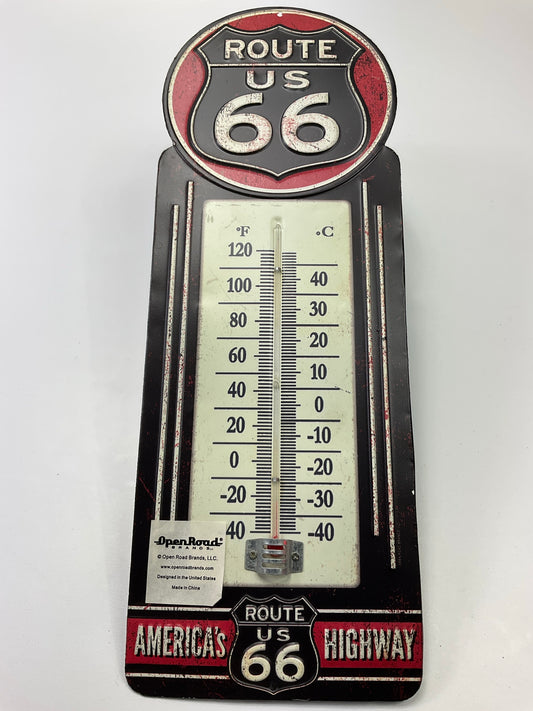 ROUTE
US
66
°F °C
120
100 40
80 30
60 20
40 10
20 0
0 -10
-20 -20
40 -30
-40
OpenRoad
BRANDS
© Open Road Brands, LLC.
www.openroadbrands.com
Designed in the United States
Made in China
AMERICA'S ROUTE US 66 HIGHWAY